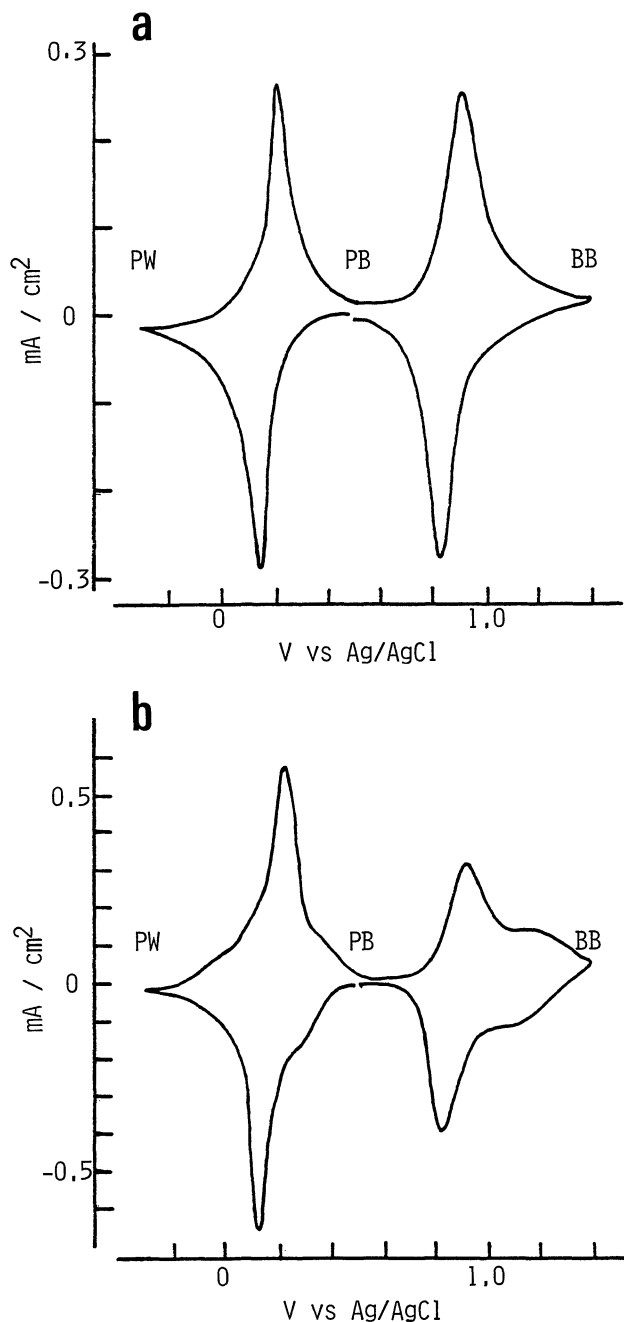 a
0.3
PW PB BB
0
mA / cm2
-0.3
0 1.0
V vs Ag/AgCl
b
0.5
PW PB BB
0
mA / cm2
-0.5
0 1.0
V vs Ag/AgCl